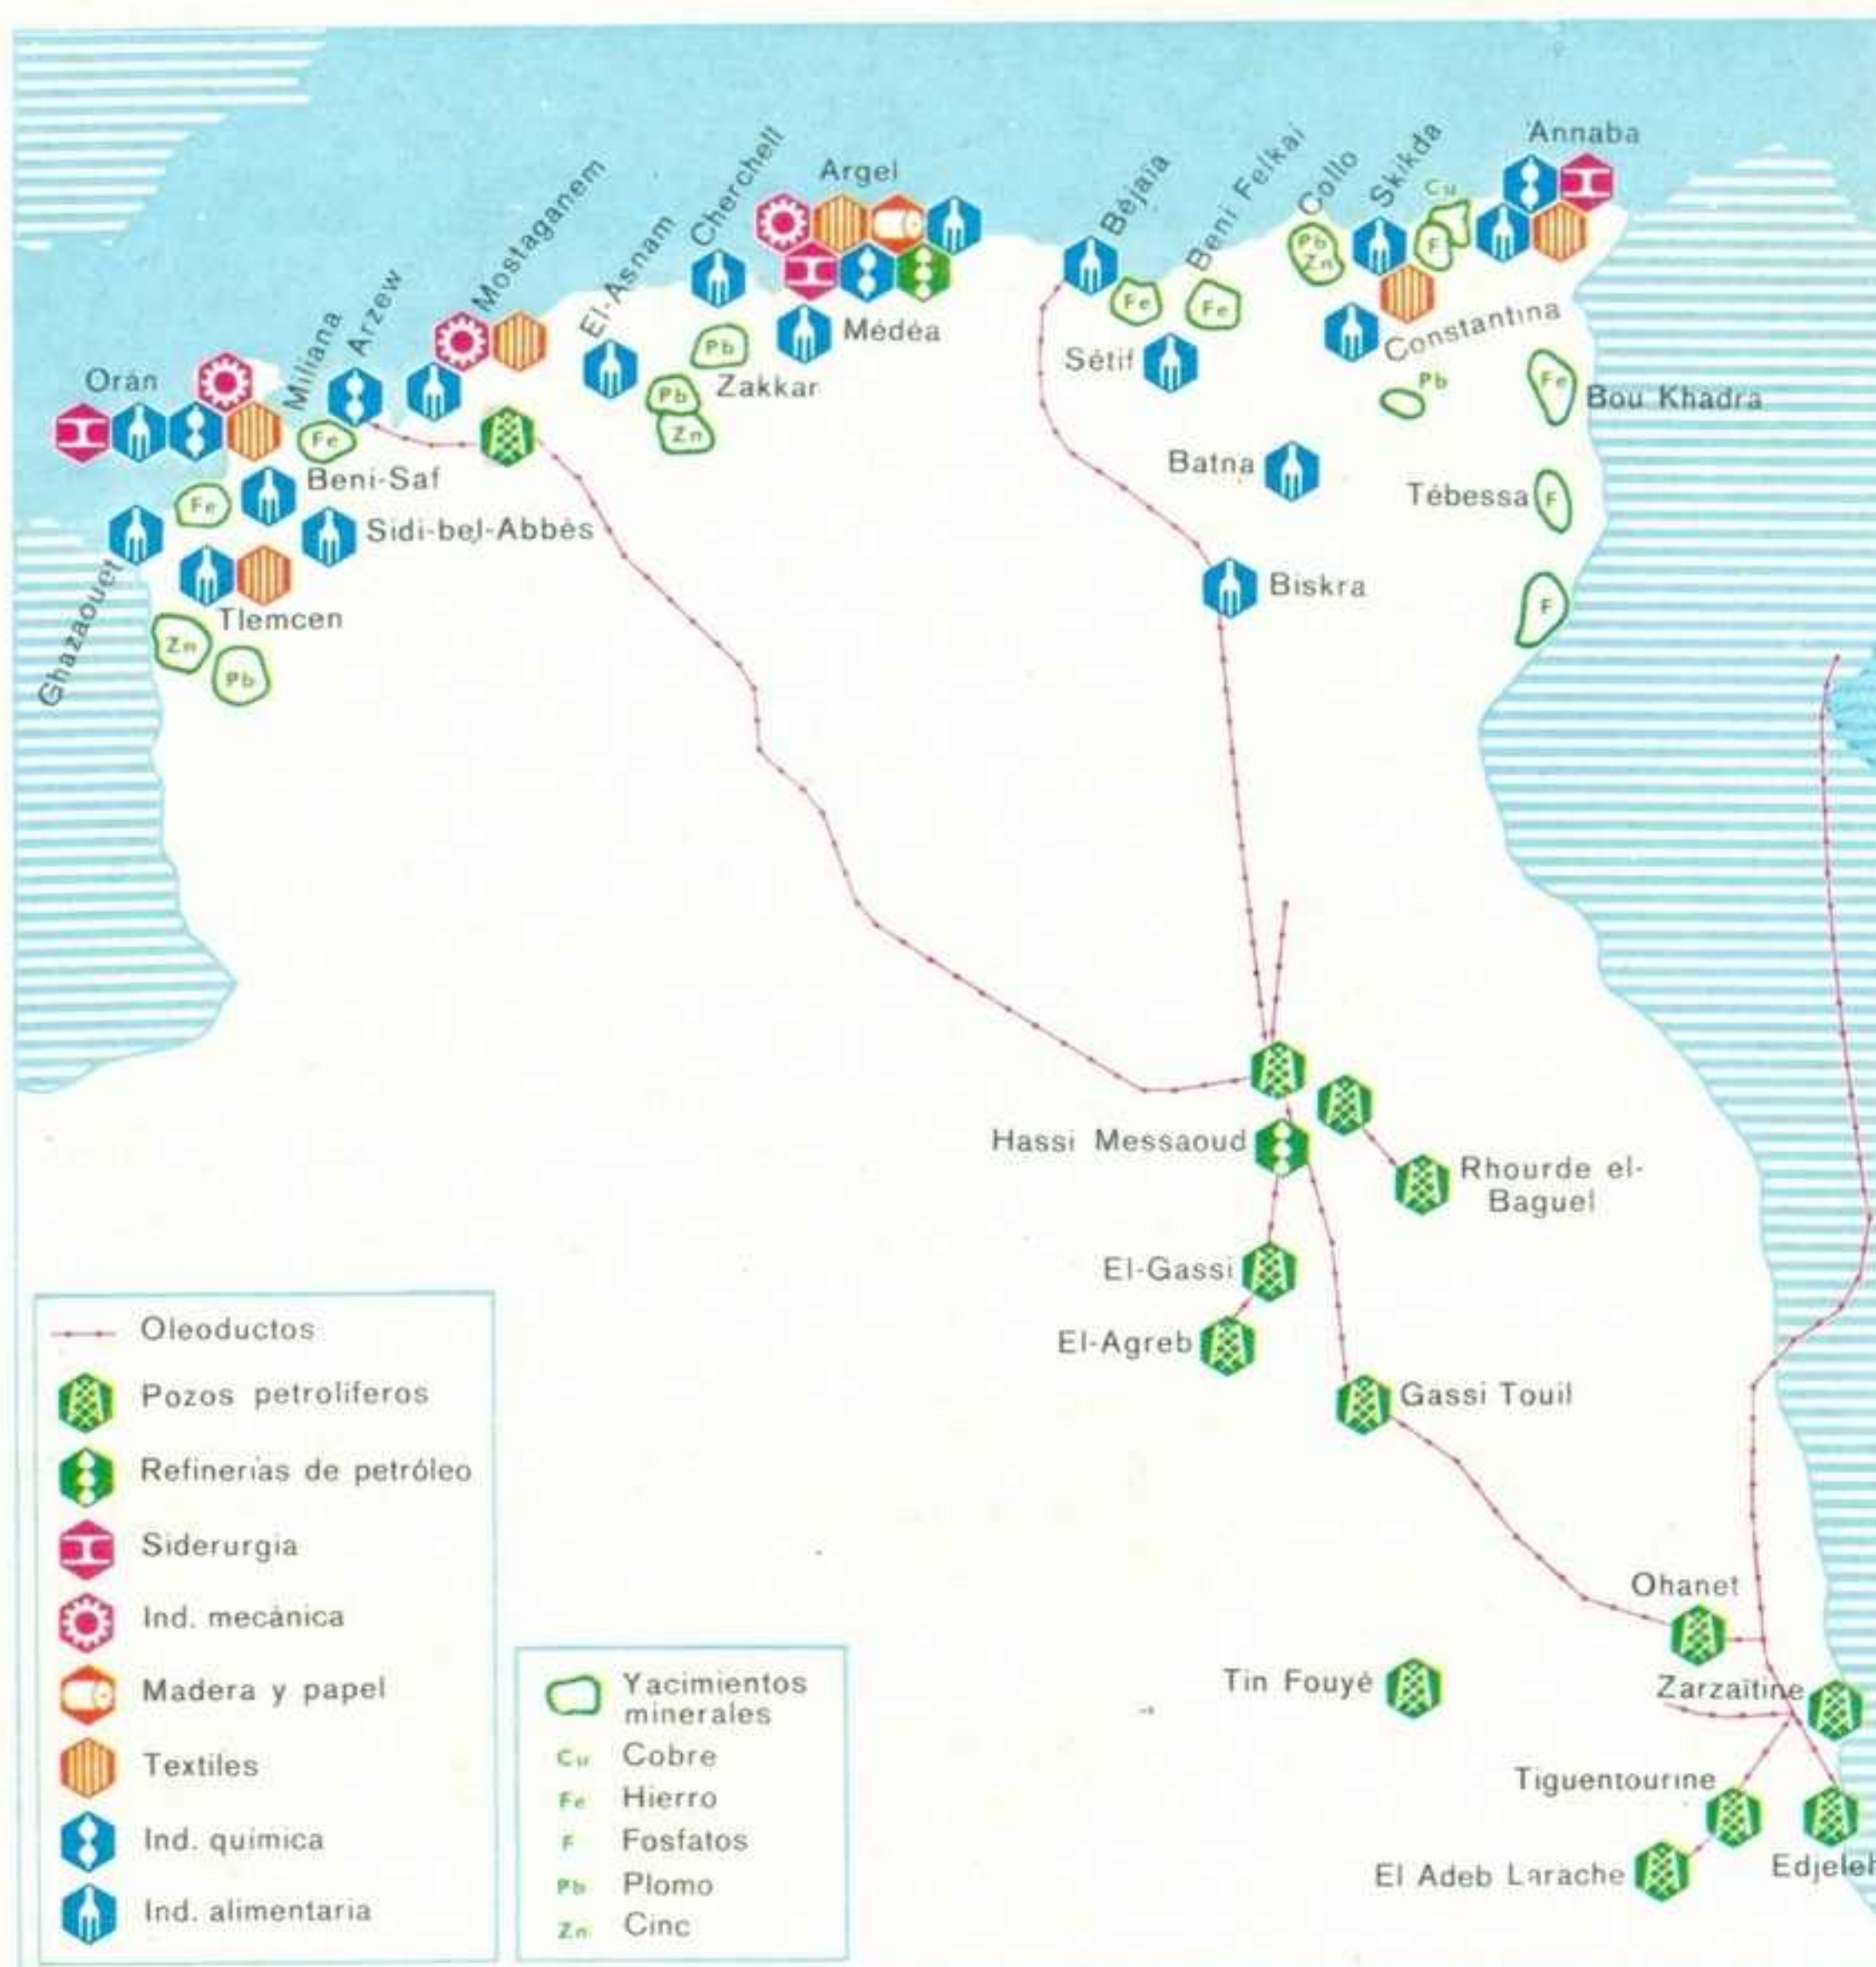 'Annaba
Argel
Cherchell
Mostaganem
El-Asnam
Béjaïa
Beni Felkai
Collo
Skikda
Cu
Pb
Zn
F
Arzew
Miliana
Orán
Fe
Fe
Médéa
Constantina
Sétif
Pb
Zakkar
Pb
Zn
Pb
Fe
Bou Khadra
Fe
Beni-Saf
Fe
Batna
Tébessa
F
Sidi-bel-Abbès
Ghazaouet
Biskra
F
Tlemcen
Zn
Pb
Hassi Messaoud
Rhourde el-
Baguel
El-Gassi
El-Agreb
Gassi Touil
Ohanet
Tin Fouyé
Zarzaïtine
Tiguentourine
El Adeb Larache
Edjeleh
Oleoductos
Pozos petrolíferos
Refinerías de petróleo
Siderurgia
Ind. mecánica
Madera y papel
Textiles
Ind. química
Ind. alimentaria
Yacimientos
minerales
Cu Cobre
Fe Hierro
F Fosfatos
Pb Plomo
Zn Cinc